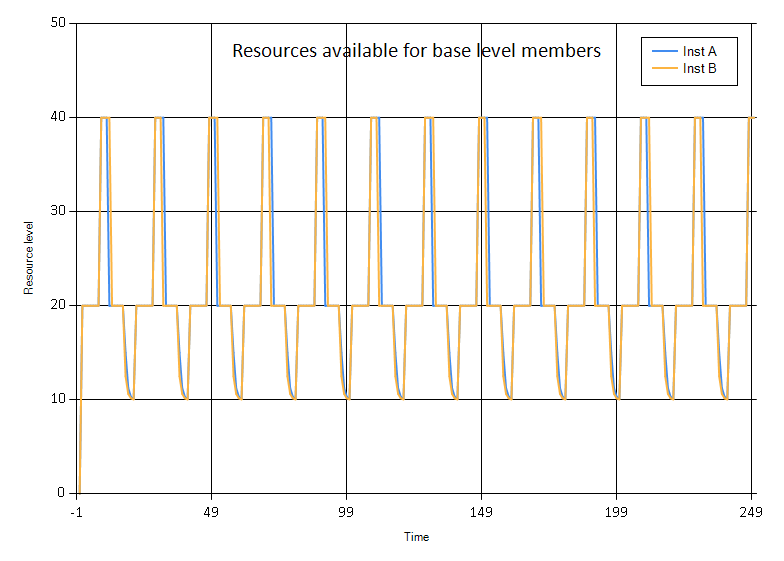 50
Resources available for base level members
Inst A
Inst B
40
30
Resource level
20
10
0
-1
49
99
149
199
249
Time